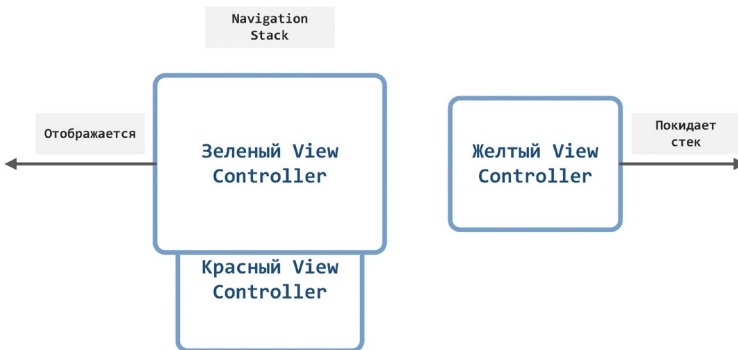 Navigation
Stack
Отображается
Зеленый View
Controller
Желтый View
Controller
Покидает
стек
Красный View
Controller